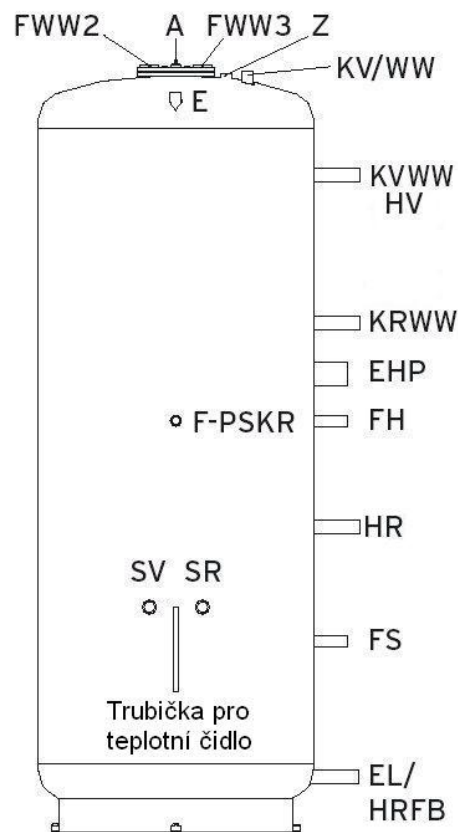 FWW2
A
FWW3
Z
KV/WW
E
KVWW
HV
KRWW
EHP
F-PSKR
FH
HR
SV SR
FS
Trubička pro
teplotní čidlo
EL/
HRFB